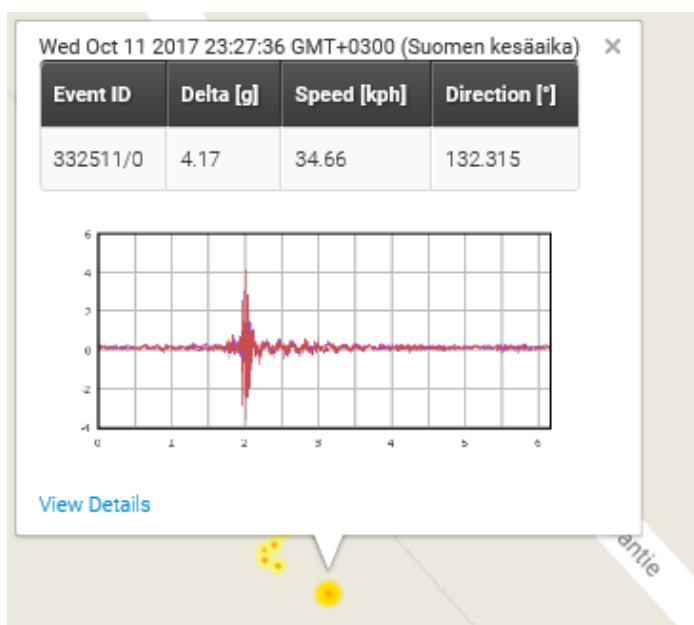 Wed Oct 11 2017 23:27:36 GMT+0300 (Suomen kesäaika) ×
Event ID Delta [g] Speed [kph] Direction [°]
332511/0 4.17 34.66 132.315
6
4
2
0
-2
-4
0 1 2 3 4 5 6
View Details
antie